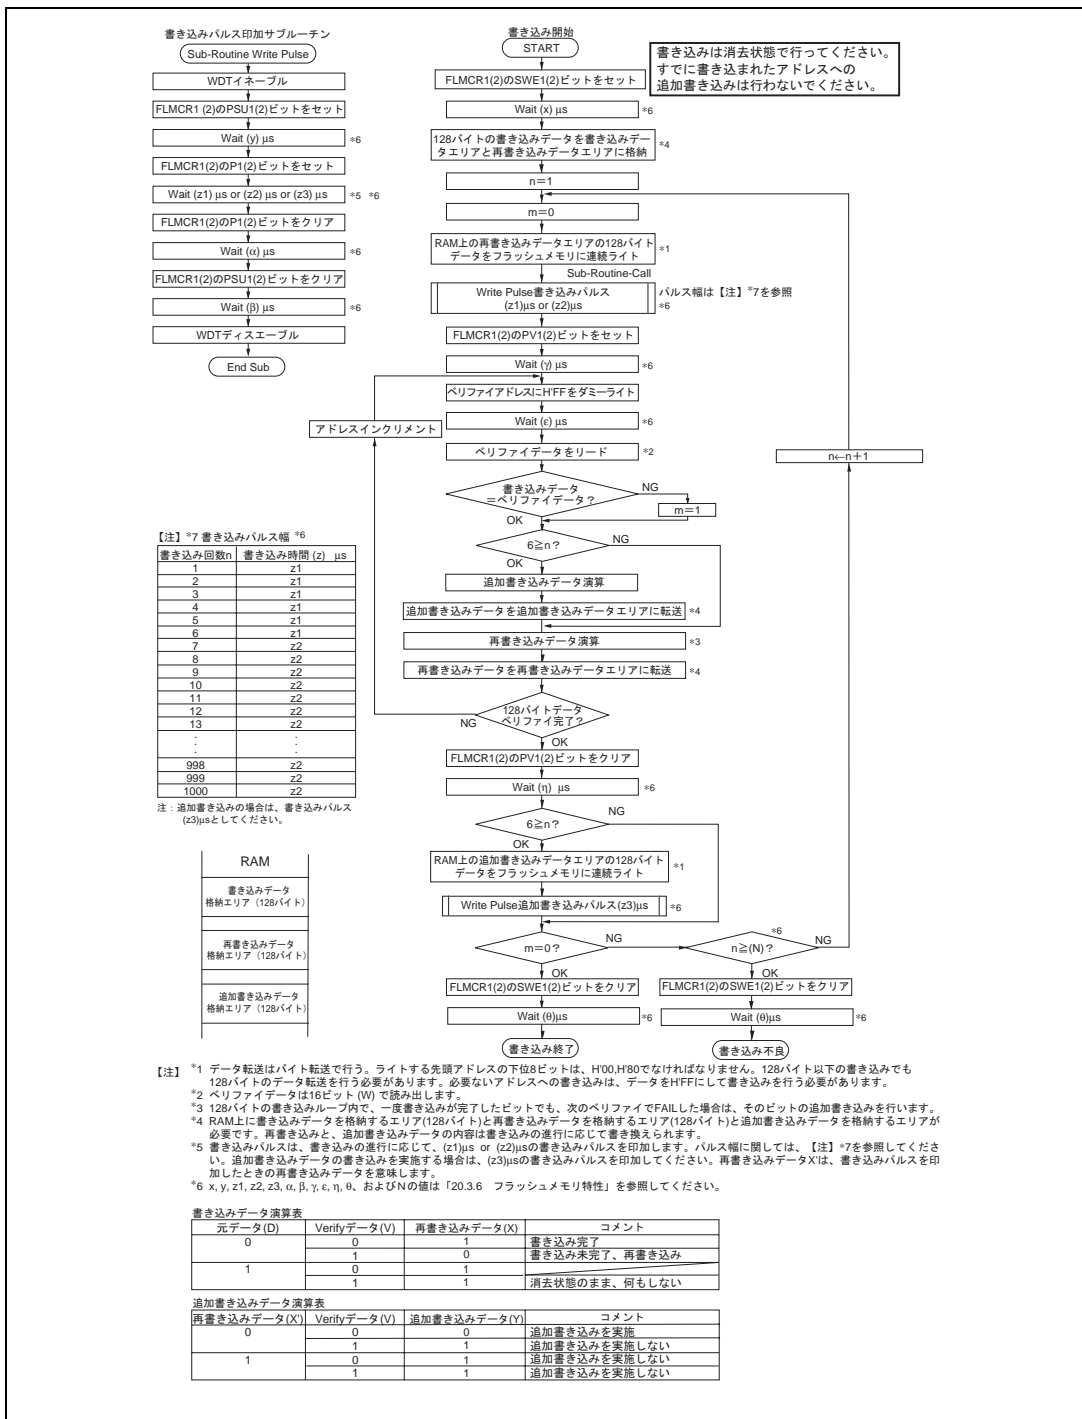 書き込みパルス印加サブルーチン
Sub-Routine Write Pulse
WDTイネーブル
FLMCR1 (2)のPSU1(2)ビットをセット
Wait (y) μs *6
FLMCR1(2)のP1(2)ビットをセット
Wait (z1) μs or (z2) μs or (z3) μs *5 *6
FLMCR1(2)のP1(2)ビットをクリア
Wait (α) μs *6
FLMCR1(2)のPSU1(2)ビットをクリア
Wait (β) μs *6
WDTディスエーブル
End Sub
書き込み開始
START
書き込みは消去状態で行ってください。
すでに書き込まれたアドレスへの
追加書き込みは行わないでください。
FLMCR1(2)のSWE1(2)ビットをセット
Wait (x) μs *6
128バイトの書き込みデータを書き込みデー
タエリアと再書き込みデータエリアに格納 *4
n=1
m=0
RAM上の再書き込みデータエリアの128バイト
データをフラッシュメモリに連続ライト *1
Sub-Routine-Call
Write Pulse書き込みパルス
(z1)μs or (z2)μs
パルス幅は【注】*7を参照
*6
FLMCR1(2)のPV1(2)ビットをセット
Wait (γ) μs *6
ベリファイアドレスにH'FFをダミーライト
Wait (ε) μs *6
アドレスインクリメント
ベリファイデータをリード *2
n←n+1
書き込みデータ
=ベリファイデータ?
NG
m=1
OK
6≧n?
NG
OK
追加書き込みデータ演算
追加書き込みデータを追加書き込みデータエリアに転送 *4
再書き込みデータ演算 *3
再書き込みデータを再書き込みデータエリアに転送 *4
128バイトデータ
ベリファイ完了?
NG
OK
FLMCR1(2)のPV1(2)ビットをクリア
Wait (η) μs *6
6≧n?
NG
OK
RAM上の追加書き込みデータエリアの128バイト
データをフラッシュメモリに連続ライト *1
Write Pulse追加書き込みパルス(z3)μs *6
m=0?
NG
n≧(N)?
*6
NG
OK
OK
FLMCR1(2)のSWE1(2)ビットをクリア
FLMCR1(2)のSWE1(2)ビットをクリア
Wait (θ)μs *6
Wait (θ)μs *6
書き込み終了
書き込み不良
【注】*7 書き込みパルス幅 *6
書き込み回数n 書き込み時間 (z) μs
1 z1
2 z1
3 z1
4 z1
5 z1
6 z1
7 z2
8 z2
9 z2
10 z2
11 z2
12 z2
13 z2
. .
. .
. .
998 z2
999 z2
1000 z2
注:追加書き込みの場合は、書き込みパルス
(z3)μsとしてください。
RAM
書き込みデータ
格納エリア(128バイト)
再書き込みデータ
格納エリア(128バイト)
追加書き込みデータ
格納エリア(128バイト)
【注】 *1 データ転送はバイト転送で行う。ライトする先頭アドレスの下位8ビットは、H'00,H'80でなければなりません。128バイト以下の書き込みでも
128バイトのデータ転送を行う必要があります。必要ないアドレスへの書き込みは、データをH'FFにして書き込みを行う必要があります。
*2 ベリファイデータは16ビット (W) で読み出します。
*3 128バイトの書き込みループ内で、一度書き込みが完了したビットでも、次のベリファイでFAILした場合は、そのビットの追加書き込みを行います。
*4 RAM上に書き込みデータを格納するエリア(128バイト)と再書き込みデータを格納するエリア(128バイト)と追加書き込みデータを格納するエリアが
必要です。再書き込みと、追加書き込みデータの内容は書き込みの進行に応じて書き換えられます。
*5 書き込みパルスは、書き込みの進行に応じて、(z1)μs or (z2)μsの書き込みパルスを印加します。パルス幅に関しては、【注】*7を参照してくださ
い。追加書き込みデータの書き込みを実施する場合は、(z3)μsの書き込みパルスを印加してください。再書き込みデータX'は、書き込みパルスを印
加したときの再書き込みデータを意味します。
*6 x, y, z1, z2, z3, α, β, γ, ε, η, θ、およびNの値は「20.3.6 フラッシュメモリ特性」を参照してください。
書き込みデータ演算表
元データ(D) Verifyデータ(V) 再書き込みデータ(X) コメント
0 0 1 書き込み完了
1 0 書き込み未完了、再書き込み
1 0 1
1 1 消去状態のまま、何もしない
追加書き込みデータ演算表
再書き込みデータ(X') Verifyデータ(V) 追加書き込みデータ(Y) コメント
0 0 0 追加書き込みを実施
1 1 追加書き込みを実施しない
1 0 1 追加書き込みを実施しない
1 1 追加書き込みを実施しない